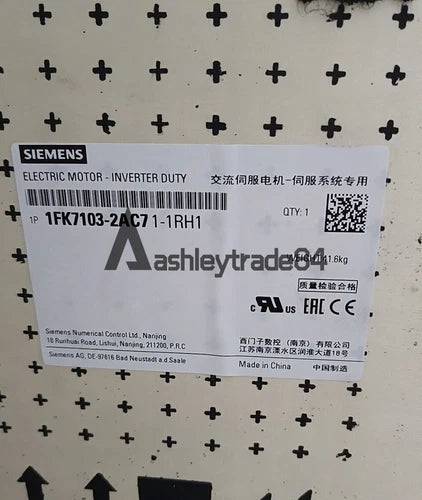 SIEMENS
ELECTRIC MOTOR - INVERTER DUTY 交流伺服电机-伺服系统专用
1P 1FK7103-2AC71-1RH1
QTY: 1
ashleytrade84
质量检验合格
c UR US EAC CE
Siemens Numerical Control Ltd., Nanjing
18 Runhuai Road, Lishui, Nanjing, 211200, P.R.C
Siemens AG, DE-97616 Bad Neustadt a.d.Saale
西门子数控（南京）有限公司
江苏南京溧水区润淮大道18号
Made in China 中国制造